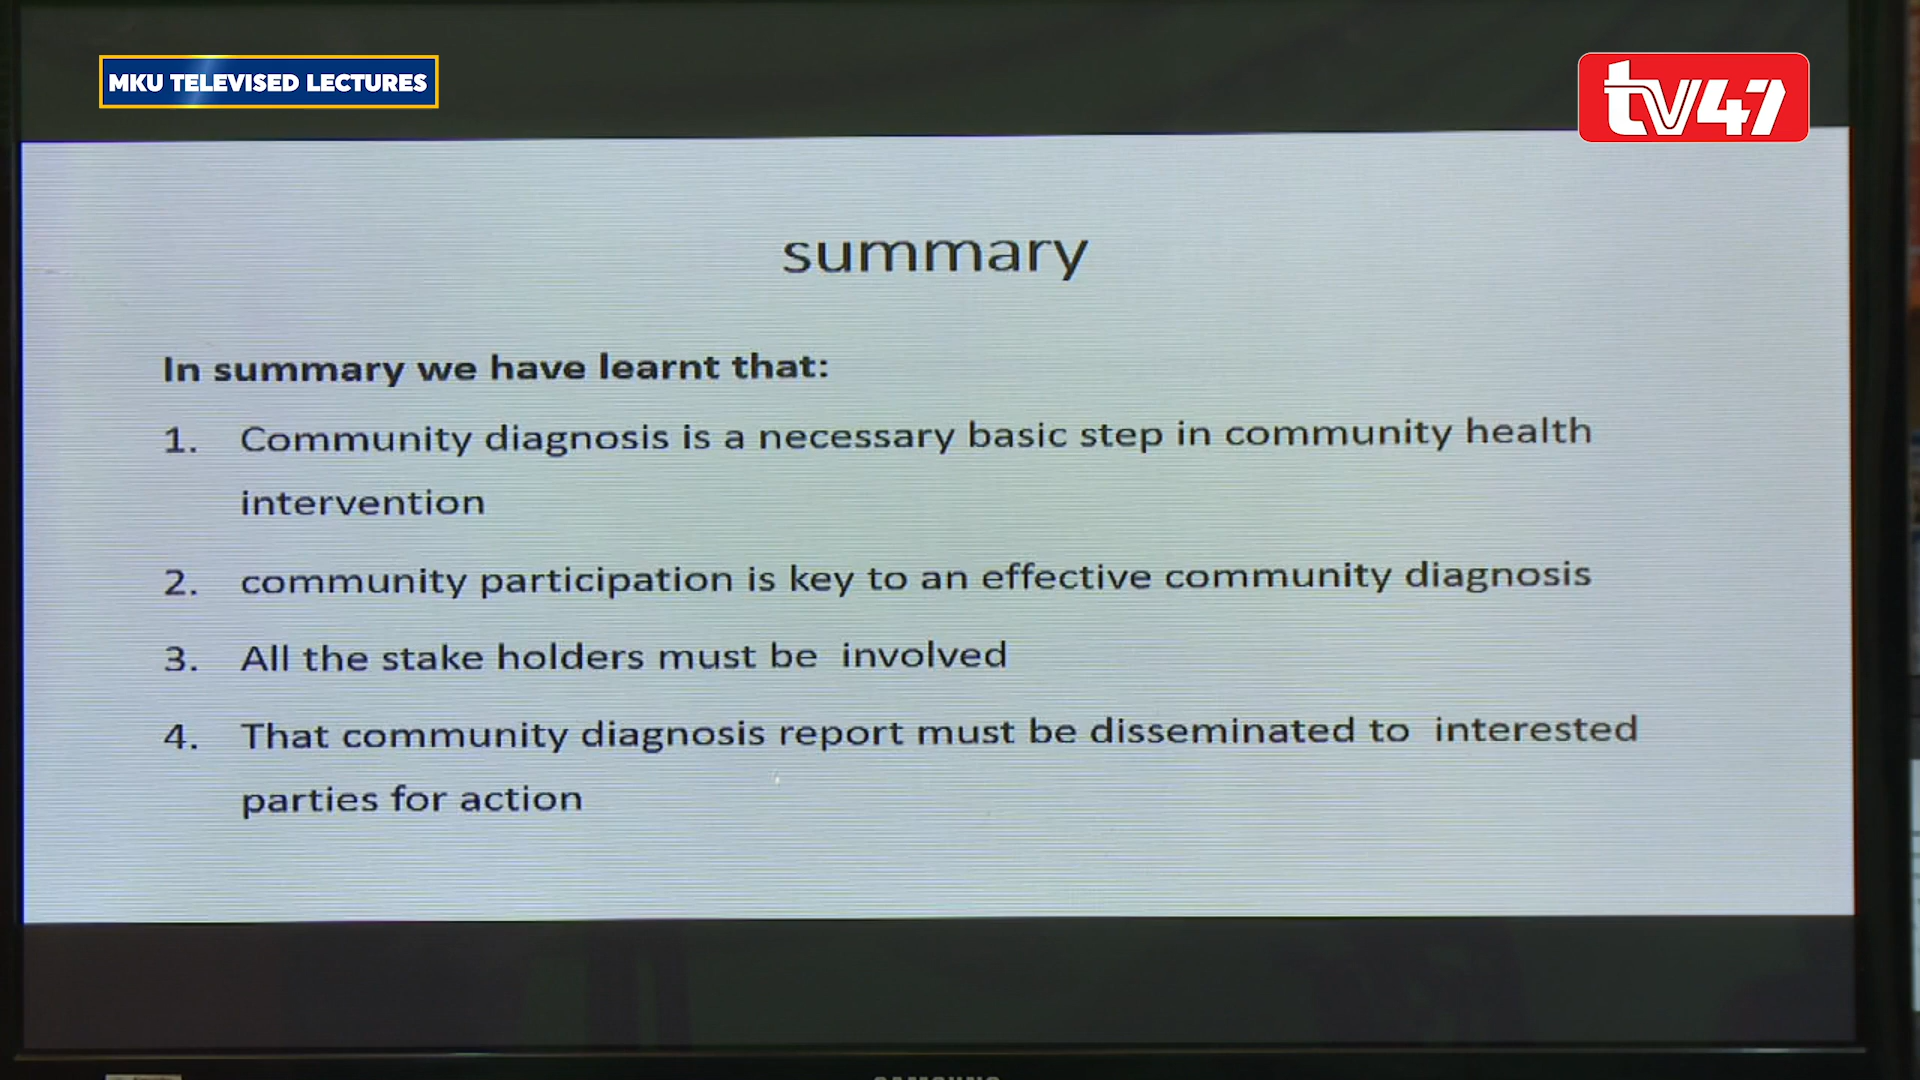 MKU TELEVISED LECTURES
tv47
summary
In summary we have learnt that:
1. Community diagnosis is a necessary basic step in community health
intervention
2. community participation is key to an effective community diagnosis
3. All the stake holders must be involved
4. That community diagnosis report must be disseminated to interested
parties for action